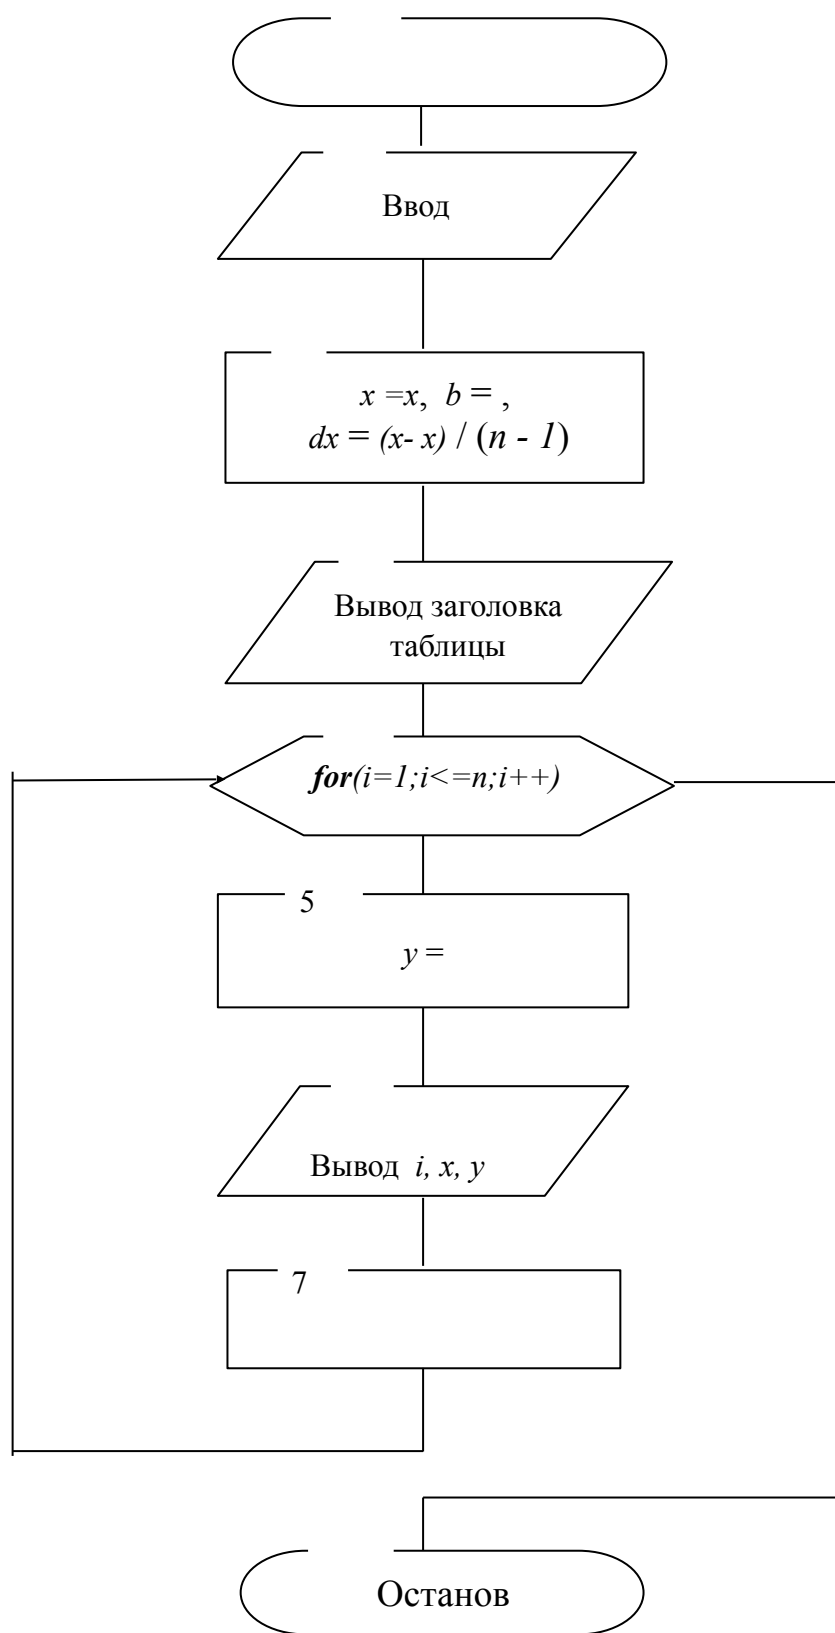 Ввод
x =x, b = ,
dx = (x- x) / (n - 1)
Вывод заголовка
таблицы
for(i=1;i<=n;i++)
5
y =
Вывод i, x, y
7
Останов